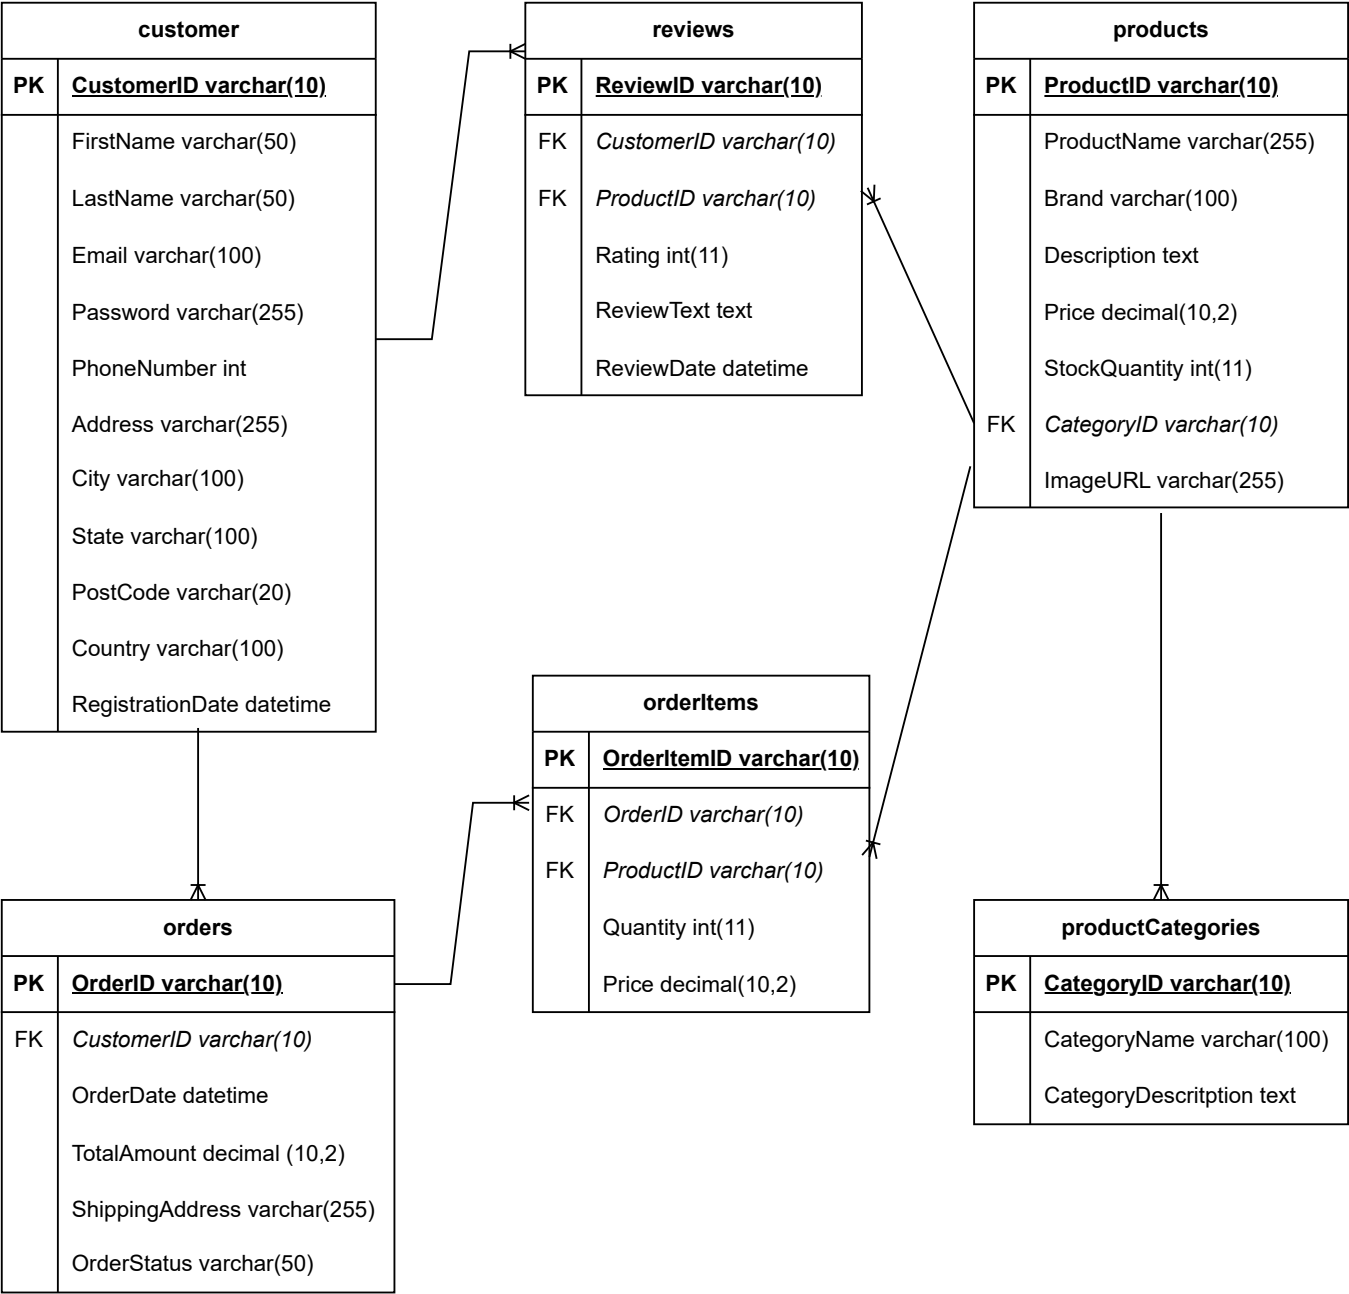 customer
PK CustomerID varchar(10)
FirstName varchar(50)
LastName varchar(50)
Email varchar(100)
Password varchar(255)
PhoneNumber int
Address varchar(255)
City varchar(100)
State varchar(100)
PostCode varchar(20)
Country varchar(100)
RegistrationDate datetime
reviews
PK ReviewID varchar(10)
FK CustomerID varchar(10)
FK ProductID varchar(10)
Rating int(11)
ReviewText text
ReviewDate datetime
products
PK ProductID varchar(10)
ProductName varchar(255)
Brand varchar(100)
Description text
Price decimal(10,2)
StockQuantity int(11)
FK CategoryID varchar(10)
ImageURL varchar(255)
orderItems
PK OrderItemID varchar(10)
FK OrderID varchar(10)
FK ProductID varchar(10)
Quantity int(11)
Price decimal(10,2)
orders
PK OrderID varchar(10)
FK CustomerID varchar(10)
OrderDate datetime
TotalAmount decimal (10,2)
ShippingAddress varchar(255)
OrderStatus varchar(50)
productCategories
PK CategoryID varchar(10)
CategoryName varchar(100)
CategoryDescritption text